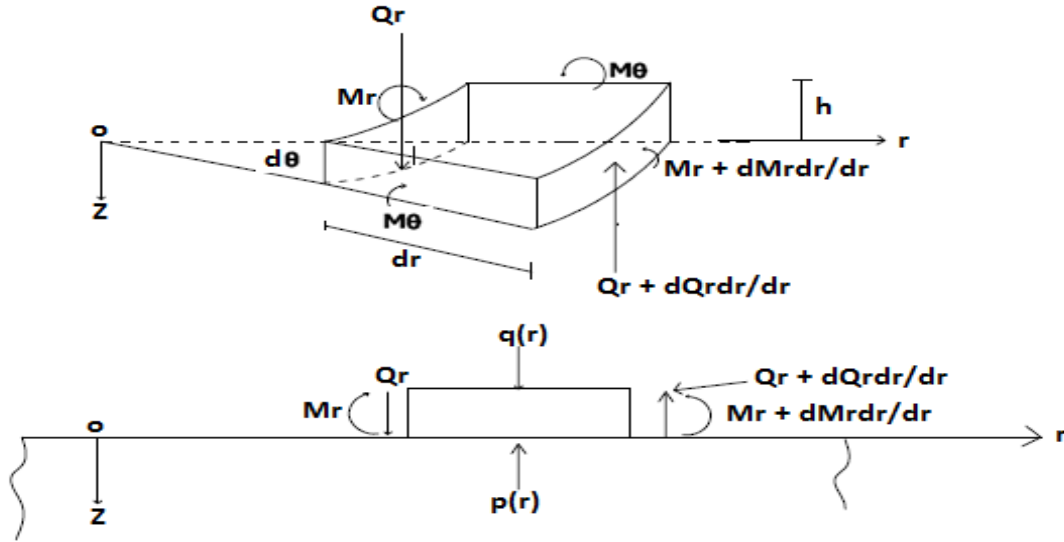 Qr
Mθ
Mr
h
o
r
dθ
Mr + dMrdr/dr
Z
Mθ
dr
Qr + dQrdr/dr
q(r)
Qr
Qr + dQrdr/dr
Mr
Mr + dMrdr/dr
o
r
Z
p(r)